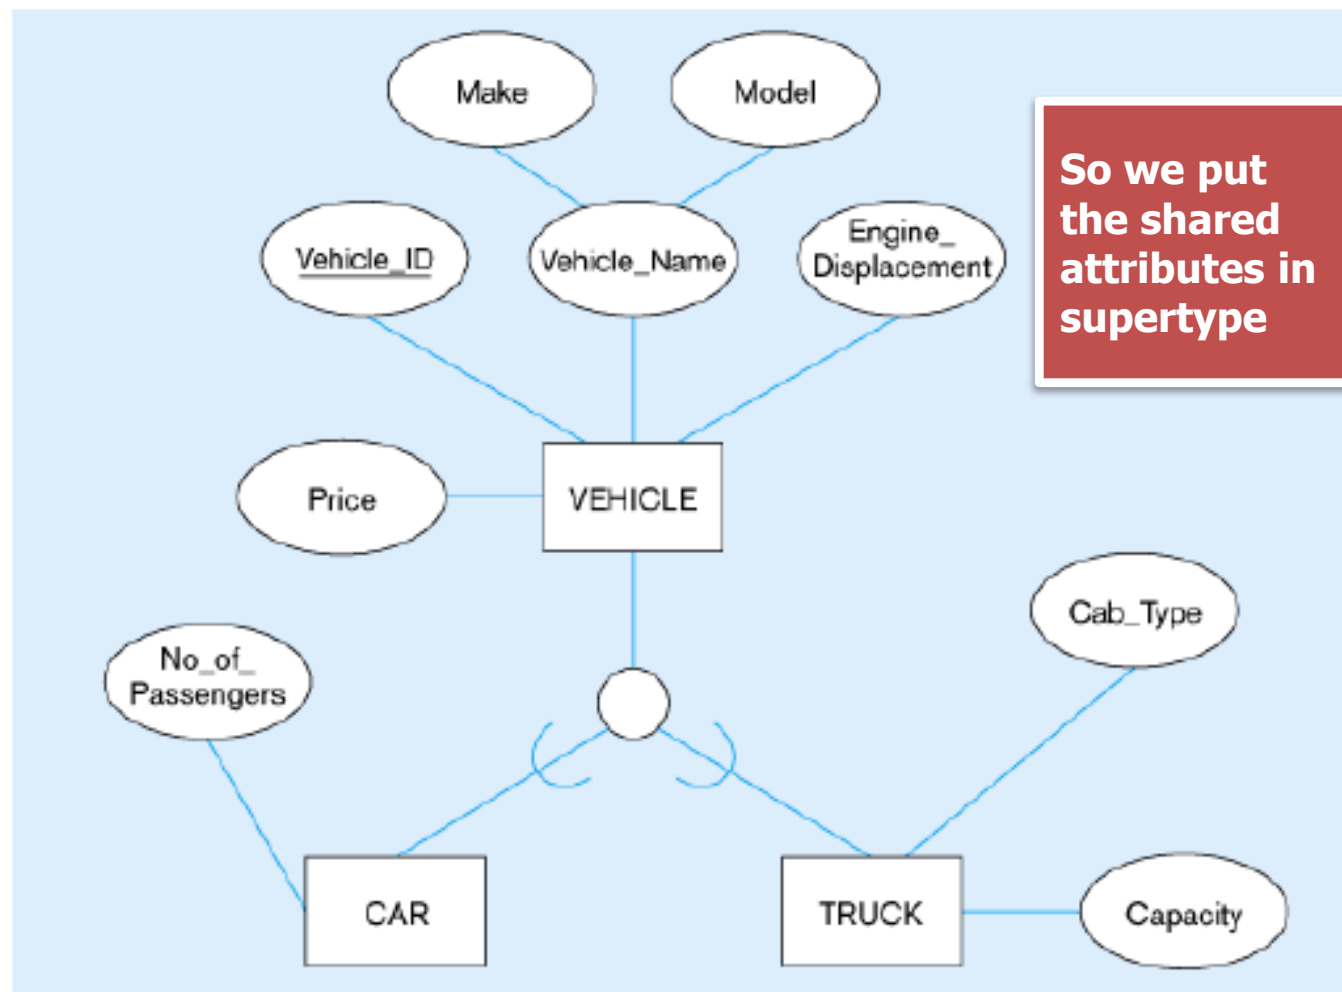 Make
Model
So we put
the shared
attributes in
supertype
Vehicle_ID
Vehicle_Name
Engine_
Displacement
Price
VEHICLE
Cab_Type
No_of_
Passengers
CAR
TRUCK
Capacity